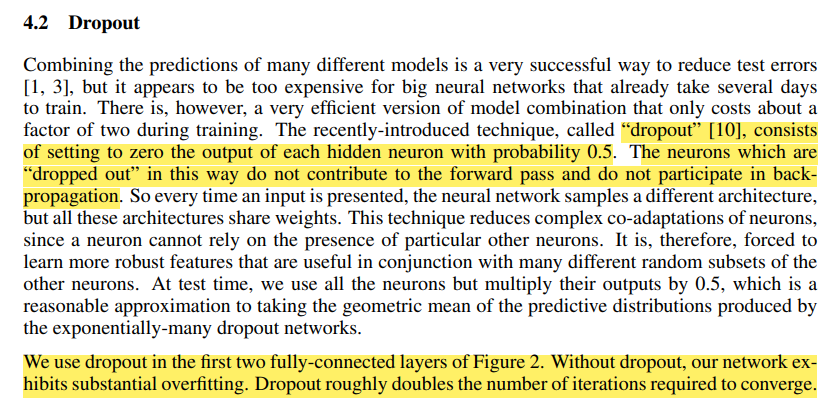 4.2 Dropout
Combining the predictions of many different models is a very successful way to reduce test errors
[1, 3], but it appears to be too expensive for big neural networks that already take several days
to train. There is, however, a very efficient version of model combination that only costs about a
factor of two during training. The recently-introduced technique, called “dropout” [10], consists
of setting to zero the output of each hidden neuron with probability 0.5. The neurons which are
“dropped out” in this way do not contribute to the forward pass and do not participate in back-
propagation. So every time an input is presented, the neural network samples a different architecture,
but all these architectures share weights. This technique reduces complex co-adaptations of neurons,
since a neuron cannot rely on the presence of particular other neurons. It is, therefore, forced to
learn more robust features that are useful in conjunction with many different random subsets of the
other neurons. At test time, we use all the neurons but multiply their outputs by 0.5, which is a
reasonable approximation to taking the geometric mean of the predictive distributions produced by
the exponentially-many dropout networks.
We use dropout in the first two fully-connected layers of Figure 2. Without dropout, our network ex-
hibits substantial overfitting. Dropout roughly doubles the number of iterations required to converge.